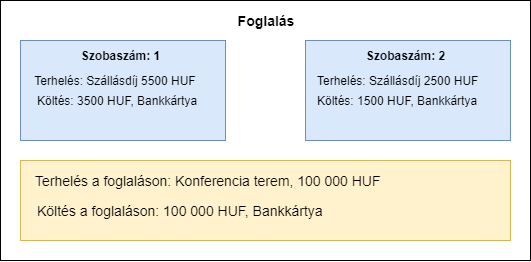 Foglalás
Szobaszám: 1
Terhelés: Szállásdíj 5500 HUF
Költés: 3500 HUF, Bankkártya
Szobaszám: 2
Terhelés: Szállásdíj 2500 HUF
Költés: 1500 HUF, Bankkártya
Terhelés a foglaláson: Konferencia terem, 100 000 HUF
Költés a foglaláson: 100 000 HUF, Bankkártya